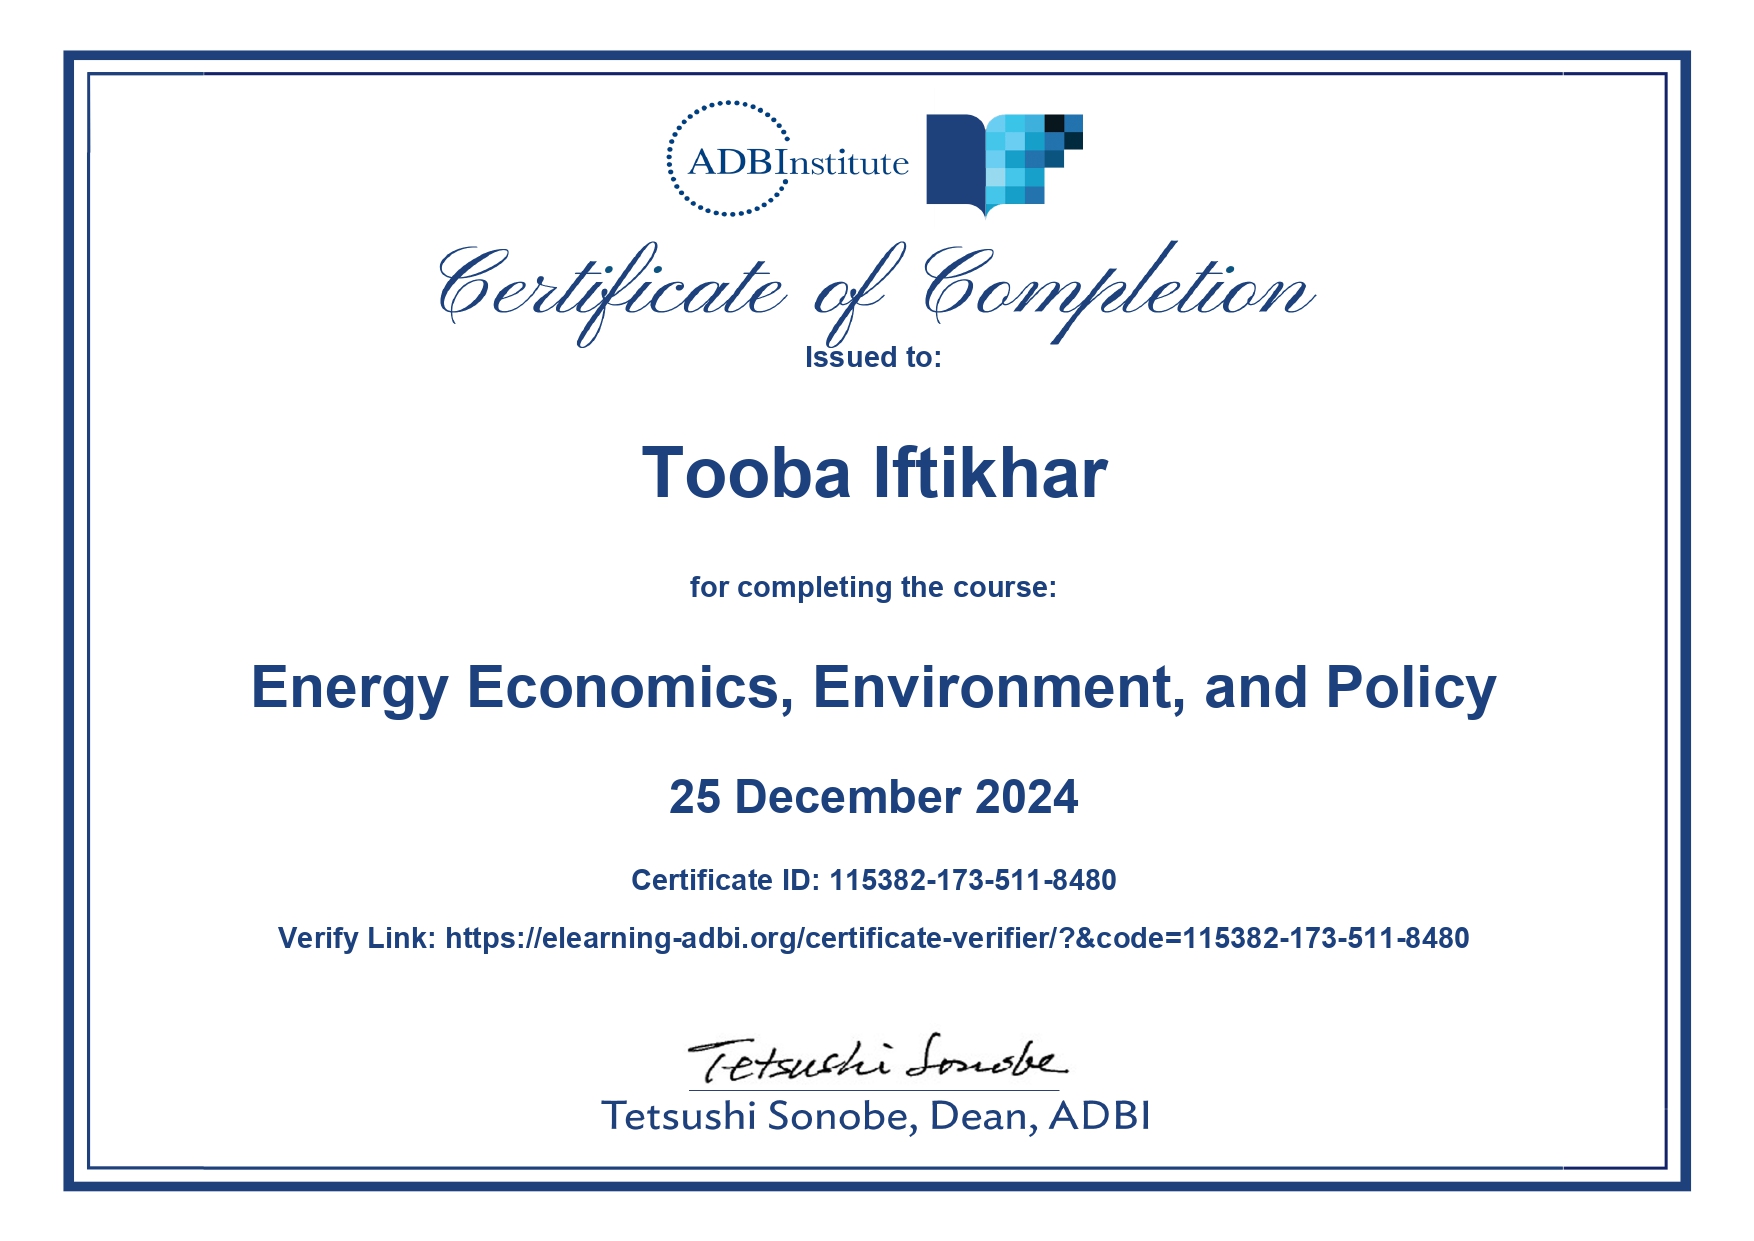 ADBInstitute
Certificate of Completion
Issued to:
Tooba Iftikhar
for completing the course:
Energy Economics, Environment, and Policy
25 December 2024
Certificate ID: 115382-173-511-8480
Verify Link: https://elearning-adbi.org/certificate-verifier/?&code=115382-173-511-8480
Tetsushi Sonobe
Tetsushi Sonobe, Dean, ADBI